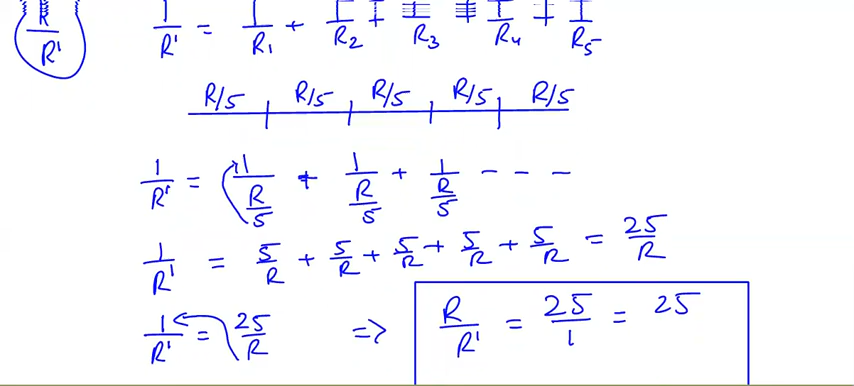 R/R' 1/R' = 1/R₁ + 1/R₂ + 1/R₃ + 1/R₄ + 1/R₅
R/5 R/5 R/5 R/5 R/5
1/R' = 1/(R/5) + 1/(R/5) + 1/(R/5) - - -
1/R' = 5/R + 5/R + 5/R + 5/R + 5/R = 25/R
1/R' = 25/R => R/R' = 25/1 = 25